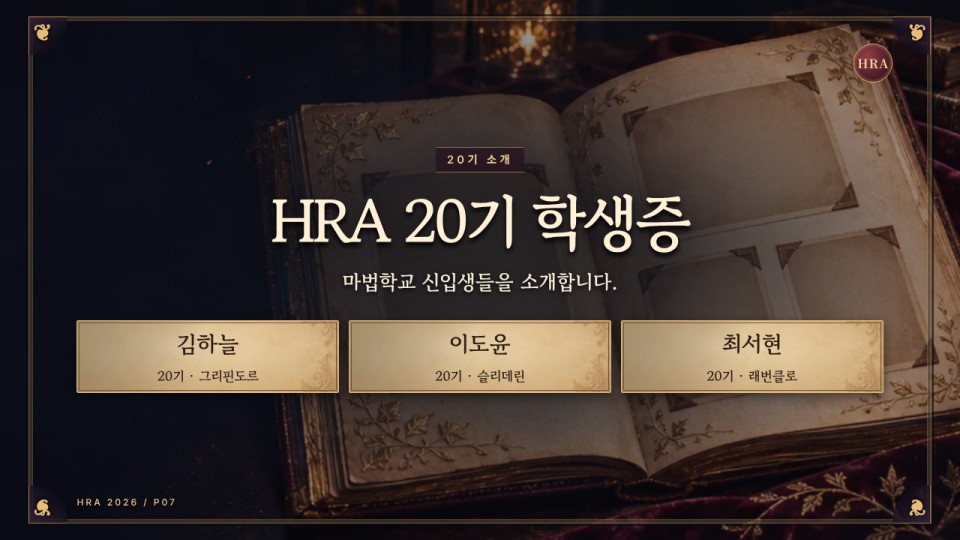 HRA
20기 소개
HRA 20기 학생증
마법학교 신입생들을 소개합니다.
김하늘
20기 · 그리핀도르
이도윤
20기 · 슬리데린
최서현
20기 · 래번클로
HRA 2026 / P07